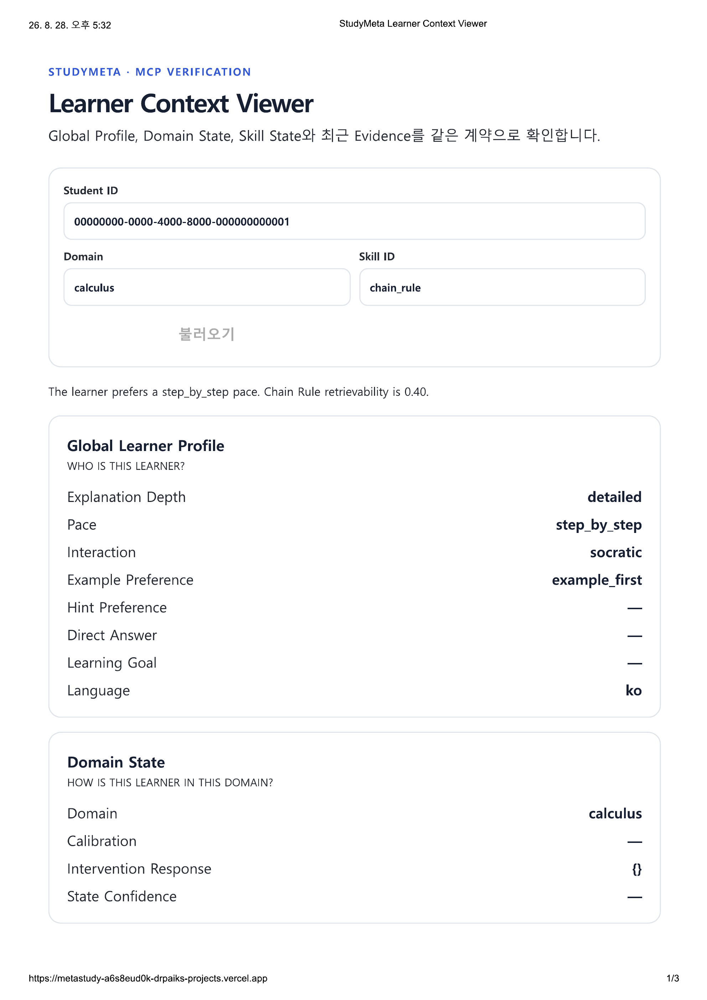 26. 8. 28. 오후 5:32
StudyMeta Learner Context Viewer
STUDYMETA · MCP VERIFICATION
Learner Context Viewer
Global Profile, Domain State, Skill State와 최근 Evidence를 같은 계약으로 확인합니다.
Student ID
00000000-0000-4000-8000-000000000001
Domain
Skill ID
calculus
chain_rule
불러오기
The learner prefers a step_by_step pace. Chain Rule retrievability is 0.40.
Global Learner Profile
WHO IS THIS LEARNER?
Explanation Depth detailed
Pace step_by_step
Interaction socratic
Example Preference example_first
Hint Preference —
Direct Answer —
Learning Goal —
Language ko
Domain State
HOW IS THIS LEARNER IN THIS DOMAIN?
Domain calculus
Calibration —
Intervention Response {}
State Confidence —
https://metastudy-a6s8eud0k-drpaiks-projects.vercel.app
1/3